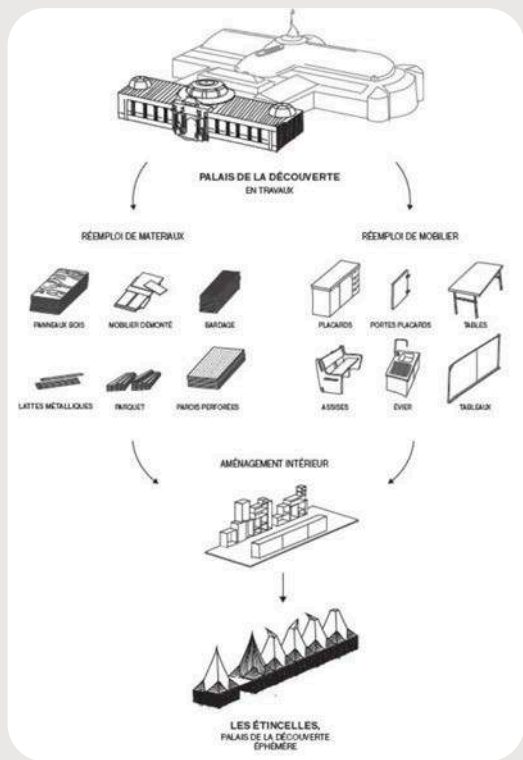 PALAIS DE LA DÉCOUVERTE
EN TRAVAUX
RÉEMPLOI DE MATERIAUX
RÉEMPLOI DE MOBILIER
PANNEAUX BOIS
MOBILIER DÉMONTÉ
BARDAGE
PLACARDS
PORTES PLACARDS
TABLES
LATTES MÉTALLIQUES
PARQUET
PAROIS PERFORÉES
ASSISES
ÉVIER
TABLEAUX
AMÉNAGEMENT INTÉRIEUR
LES ÉTINCELLES,
PALAIS DE LA DÉCOUVERTE
ÉPHÉMÈRE